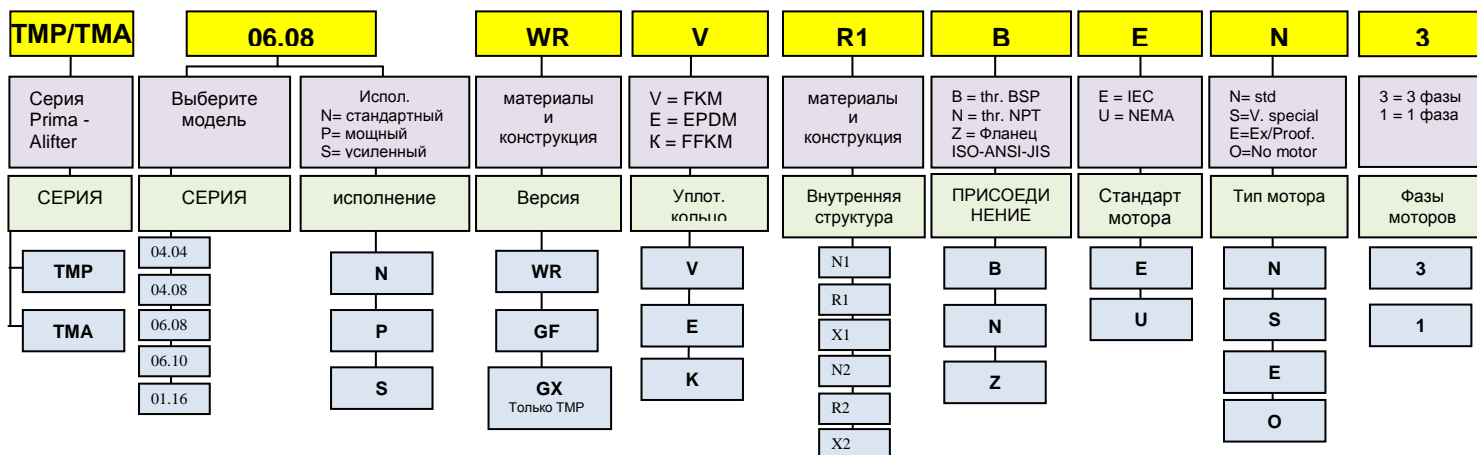 TMP/TMA 06.08 WR V R1 B E N 3
Серия
Prima -
Alifter
Выберите
модель
Испол.
N= стандартный
P= мощный
S= усиленный
материалы
и
конструкция
V = FKM
E = EPDM
К = FFKM
материалы
и
конструкция
B = thr. BSP
N = thr. NPT
Z = Фланец
ISO-ANSI-JIS
E = IEC
U = NEMA
N= std
S=V. special
E=Ex/Proof.
O=No motor
3 = 3 фазы
1 = 1 фаза
СЕРИЯ
СЕРИЯ
исполнение
Версия
Уплот.
кольцо
Внутренняя
структура
ПРИСОЕДИ
НЕНИЕ
Стандарт
мотора
Тип мотора
Фазы
моторов
TMP
TMA
04.04
04.08
06.08
06.10
01.16
N
P
S
WR
GF
GX
Только TMP
V
E
K
N1
R1
X1
N2
R2
X2
B
N
Z
E
U
N
S
E
O
3
1